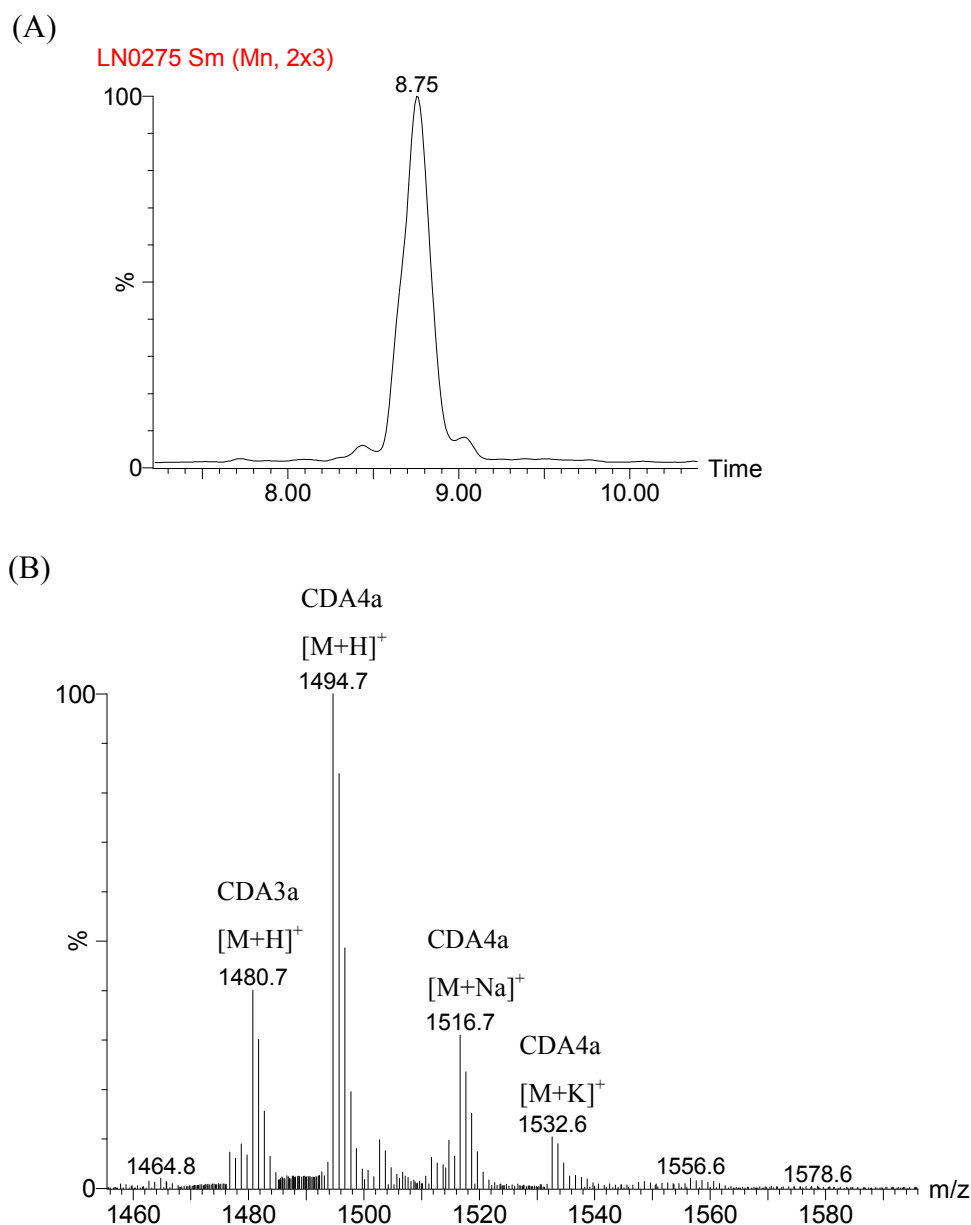 (A)
LN0275 Sm (Mn, 2x3)
8.75
100
%
0
Time
8.00 9.00 10.00
(B)
CDA4a
[M+H]+
1494.7
100
CDA3a
[M+H]+
1480.7
CDA4a
[M+Na]+
1516.7
%
CDA4a
[M+K]+
1532.6
1464.8
1556.6
1578.6
0
m/z
1460 1480 1500 1520 1540 1560 1580